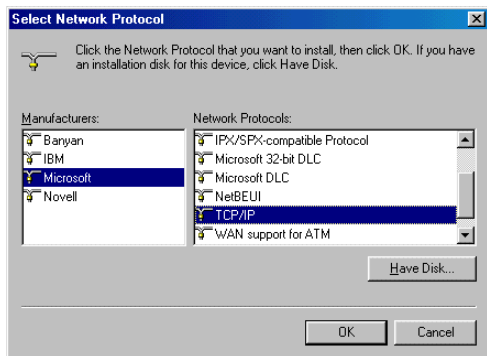 Select Network Protocol
Click the Network Protocol that you want to install, then click OK. If you have
an installation disk for this device, click Have Disk.
Manufacturers:
Banyan
IBM
Microsoft
Novell
Network Protocols:
IPX/SPX-compatible Protocol
Microsoft 32-bit DLC
Microsoft DLC
NetBEUI
TCP/IP
WAN support for ATM
Have Disk...
OK
Cancel